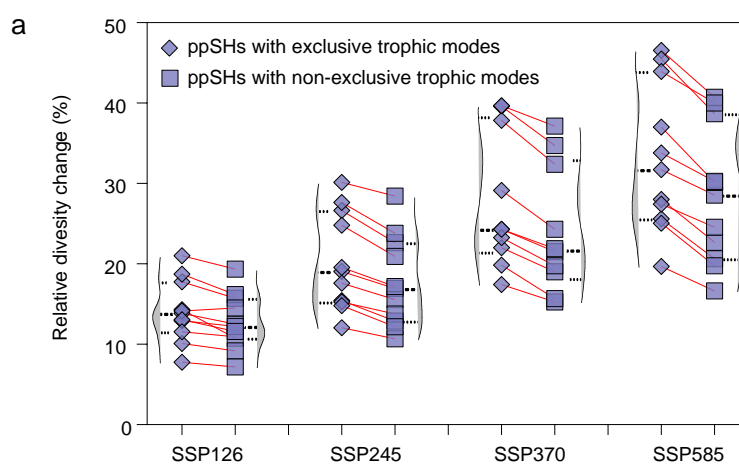 a
50
40
30
20
10
0
Relative divesity change (%)
ppSHs with exclusive trophic modes
ppSHs with non-exclusive trophic modes
SSP126 SSP245 SSP370 SSP585